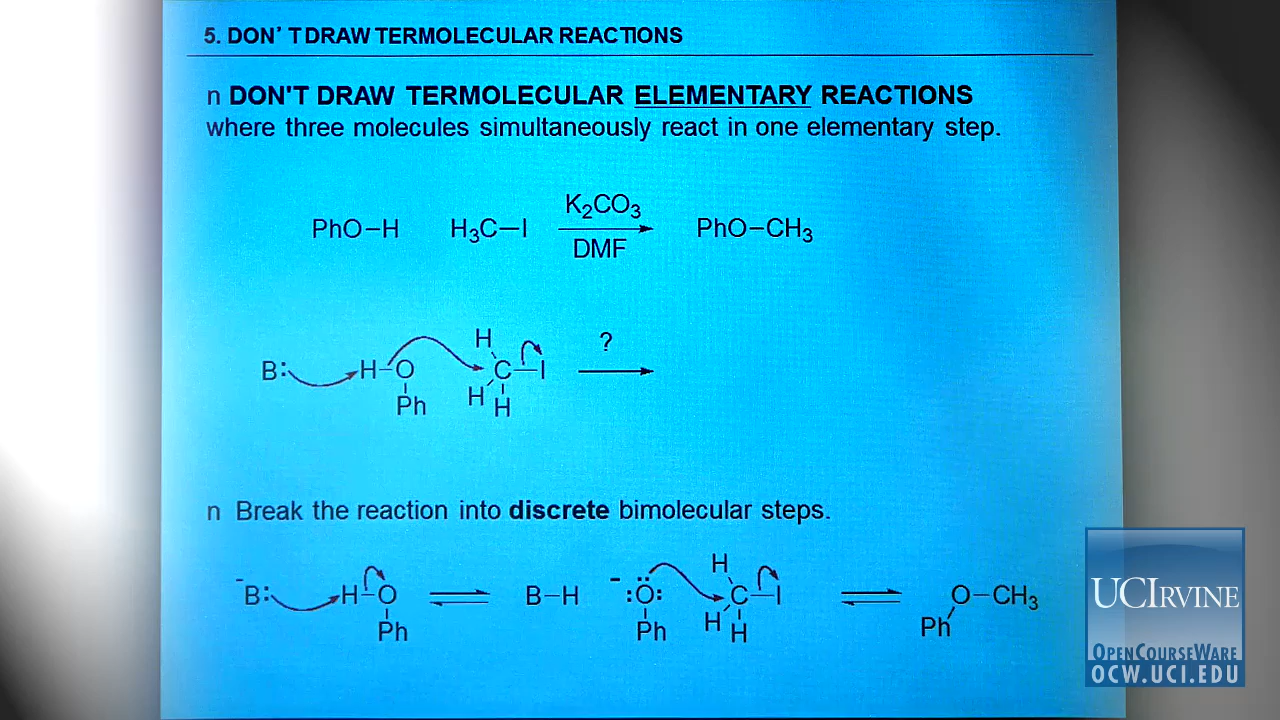 5. DON’ T DRAW TERMOLECULAR REACTIONS
n DON'T DRAW TERMOLECULAR ELEMENTARY REACTIONS
where three molecules simultaneously react in one elementary step.
K₂CO₃
PhO–H H₃C–I PhO–CH₃
DMF
H ?
B: H–O C–I
Ph H H
n Break the reaction into discrete bimolecular steps.
H
⁻B: H–O B–H ⁻:Ö: C–I O–CH₃
Ph Ph H H Ph
UCIRVINE
OPENCOURSEWARE
OCW.UCI.EDU